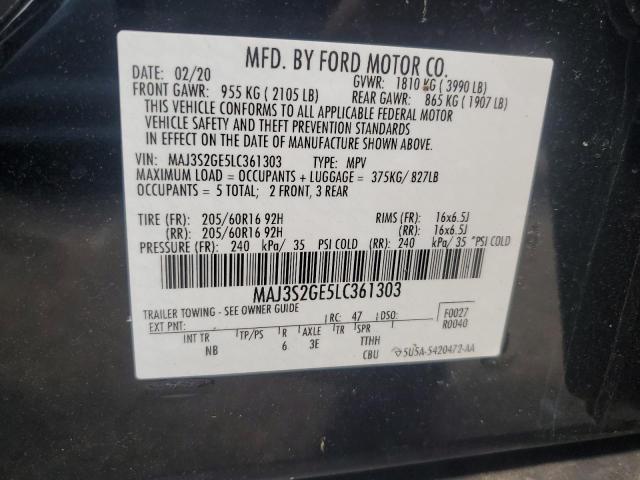 MFD. BY FORD MOTOR CO.
DATE: 02/20 GVWR: 1810 KG ( 3990 LB)
FRONT GAWR: 955 KG ( 2105 LB) REAR GAWR: 865 KG ( 1907 LB)
THIS VEHICLE CONFORMS TO ALL APPLICABLE FEDERAL MOTOR
VEHICLE SAFETY AND THEFT PREVENTION STANDARDS
IN EFFECT ON THE DATE OF MANUFACTURE SHOWN ABOVE.
VIN: MAJ3S2GE5LC361303 TYPE: MPV
MAXIMUM LOAD = OCCUPANTS + LUGGAGE = 375KG/ 827LB
OCCUPANTS = 5 TOTAL; 2 FRONT, 3 REAR
TIRE (FR): 205/60R16 92H RIMS (FR): 16x6.5J
(RR): 205/60R16 92H (RR): 16x6.5J
PRESSURE (FR): 240 kPa/ 35 PSI COLD (RR): 240 kPa/ 35 PSI COLD
MAJ3S2GE5LC361303
TRAILER TOWING - SEE OWNER GUIDE
EXT PNT: RC: 47 DSO: F0027
R0040
INT TR TP/PS R AXLE TR SPR
NB 6 3E TTHH
CBU 5U5A-5420472-AA